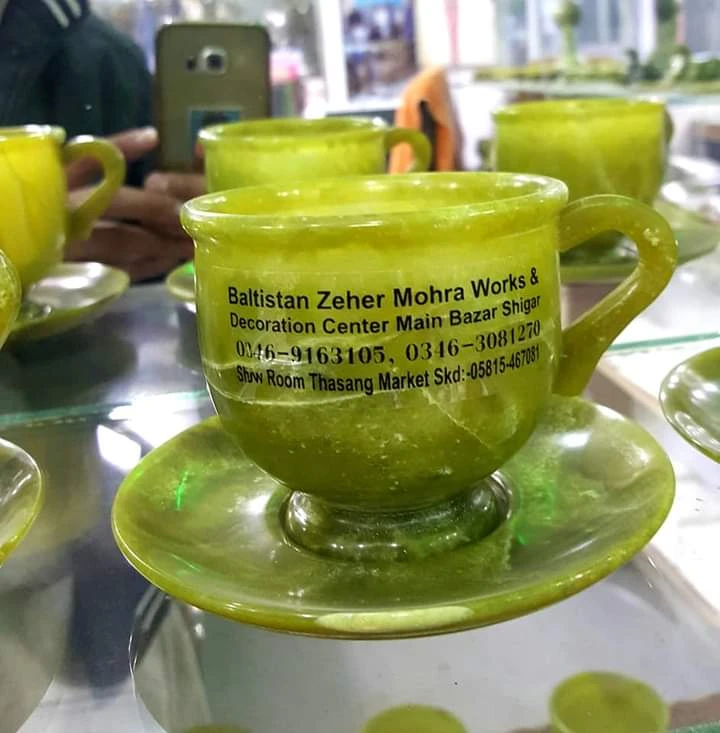 Baltistan Zeher Mohra Works &
Decoration Center Main Bazar Shigar
0346-9163105, 0346-3081270
Show Room Thasang Market Skd:-05815-467081